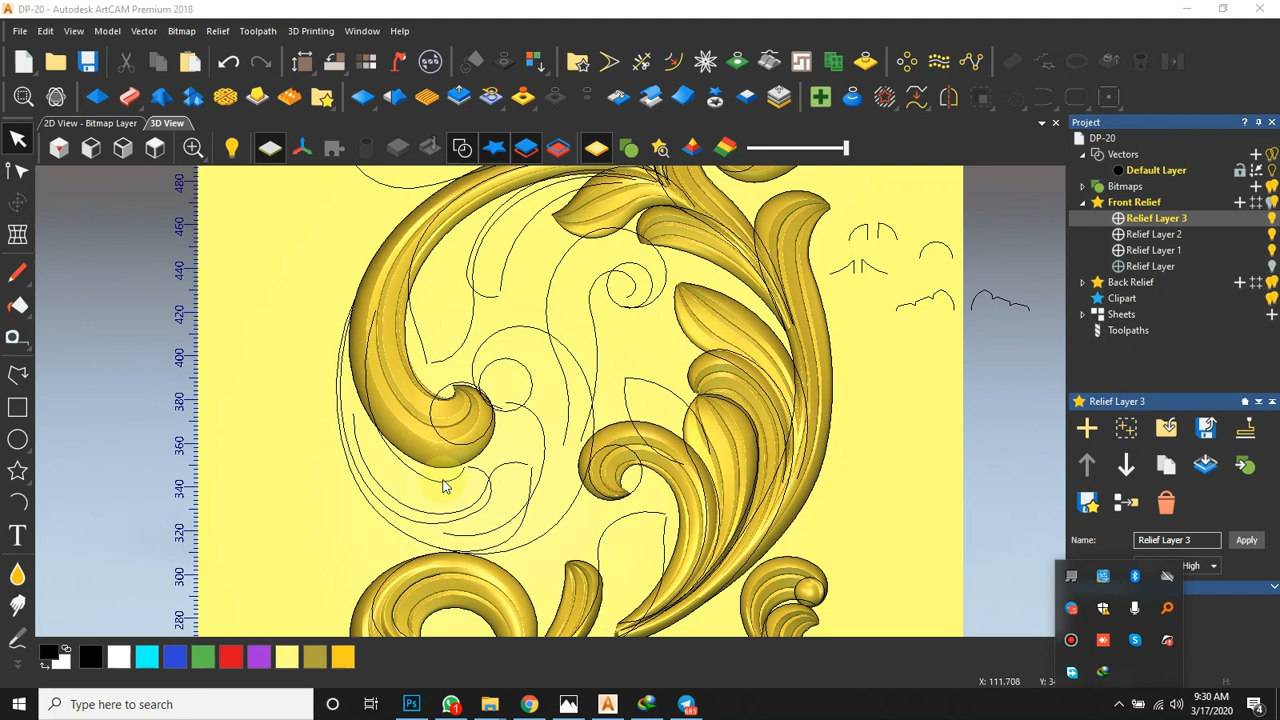 DP-20 - Autodesk ArtCAM Premium 2018
File Edit View Model Vector Bitmap Relief Toolpath 3D Printing Window Help
2D View - Bitmap Layer 3D View
Project
DP-20
Vectors
Default Layer
Bitmaps
Front Relief
Relief Layer 3
Relief Layer 2
Relief Layer 1
Relief Layer
Back Relief
Clipart
Sheets
Toolpaths
480
460
440
420
400
380
360
340
320
300
280
Relief Layer 3
Name: Relief Layer 3 Apply
High
X: 111.708 Y: 34 H:
Type here to search
1
685
9:30 AM
3/17/2020
4